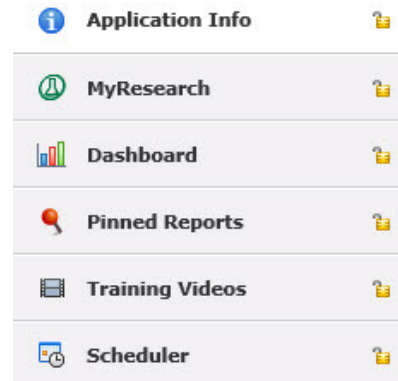 Application Info
MyResearch
Dashboard
Pinned Reports
Training Videos
Scheduler